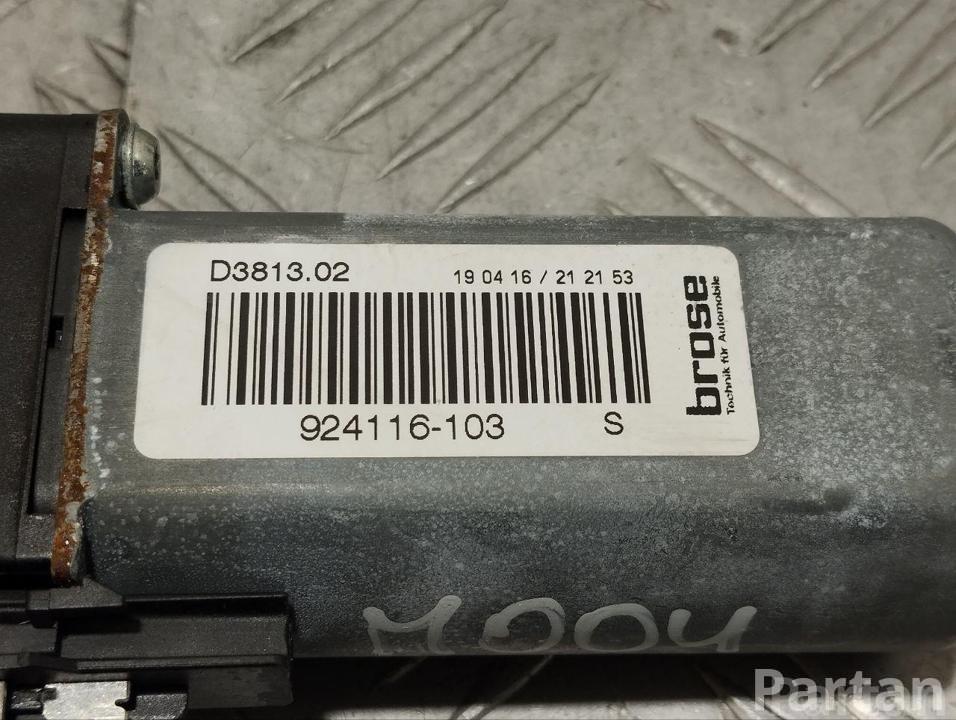 D3813.02
19 04 16 / 21 21 53
brose
Technik für Automobile
924116-103 S
M004
Partan